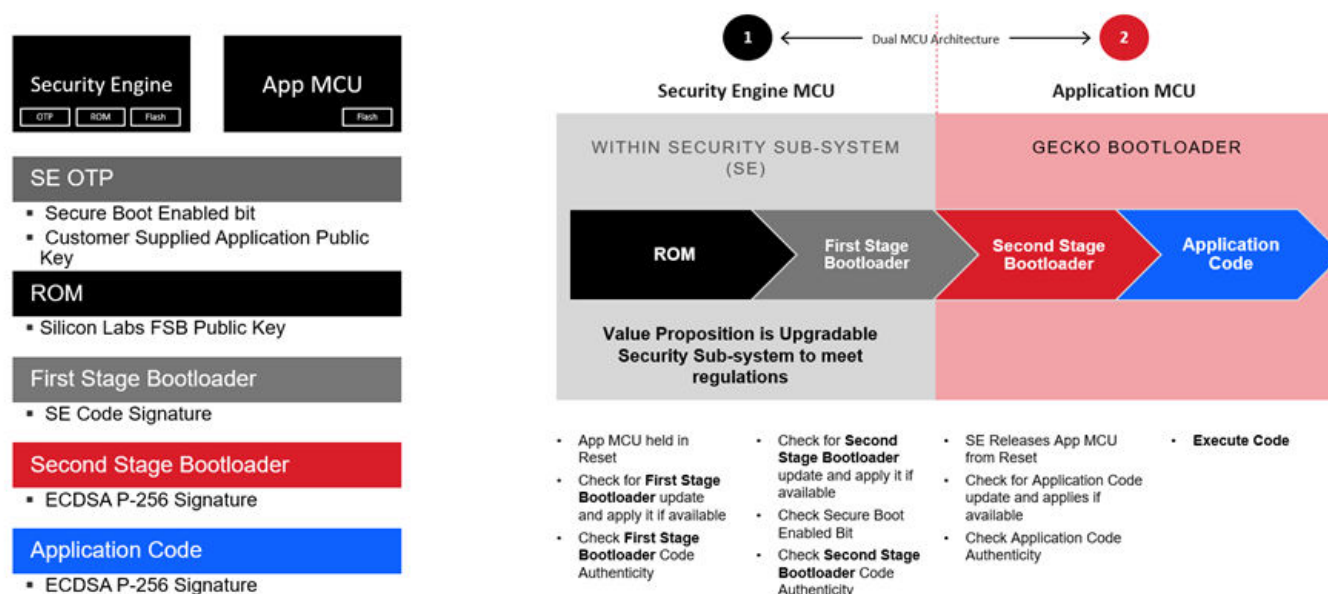 Security Engine
OTP
ROM
Flash
App MCU
Flash
SE OTP
▪ Secure Boot Enabled bit
▪ Customer Supplied Application Public
Key
ROM
▪ Silicon Labs FSB Public Key
First Stage Bootloader
▪ SE Code Signature
Second Stage Bootloader
▪ ECDSA P-256 Signature
Application Code
▪ ECDSA P-256 Signature
1
Dual MCU Architecture
2
Security Engine MCU
Application MCU
WITHIN SECURITY SUB-SYSTEM
(SE)
GECKO BOOTLOADER
ROM
First Stage
Bootloader
Second Stage
Bootloader
Application
Code
Value Proposition is Upgradable
Security Sub-system to meet
regulations
• App MCU held in
Reset
• Check for First Stage
Bootloader update
and apply it if available
• Check First Stage
Bootloader Code
Authenticity
• Check for Second
Stage Bootloader
update and apply it if
available
• Check Secure Boot
Enabled Bit
• Check Second Stage
Bootloader Code
Authenticity
• SE Releases App MCU
from Reset
• Check for Application Code
update and applies if
available
• Check Application Code
Authenticity
• Execute Code